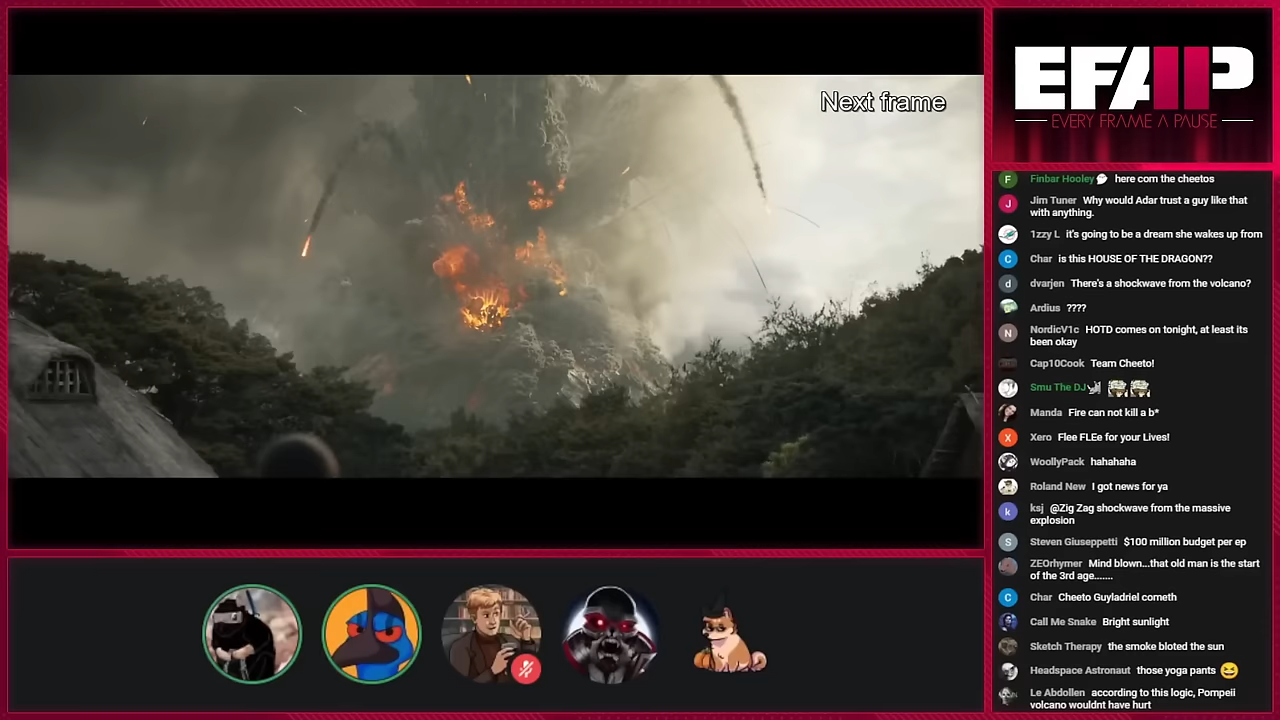 Next frame
EFAP
EVERY FRAME A PAUSE
F Finbar Hooley here com the cheetos
J Jim Tuner Why would Adar trust a guy like that
with anything.
1zzy L it's going to be a dream she wakes up from
C Char is this HOUSE OF THE DRAGON??
d dvarjen There's a shockwave from the volcano?
Ardius ????
N NordicV1c HOTD comes on tonight, at least its
been okay
Cap10Cook Team Cheeto!
Smu The DJ
Manda Fire can not kill a b*
X Xero Flee FLEe for your Lives!
WoollyPack hahahaha
Roland New I got news for ya
k ksj @Zig Zag shockwave from the massive
explosion
S Steven Giuseppetti $100 million budget per ep
ZEOrhymer Mind blown...that old man is the start
of the 3rd age.......
C Char Cheeto Guyladriel cometh
Call Me Snake Bright sunlight
Sketch Therapy the smoke bloted the sun
Headspace Astronaut those yoga pants
Le Abdollen according to this logic, Pompeii
volcano wouldnt have hurt